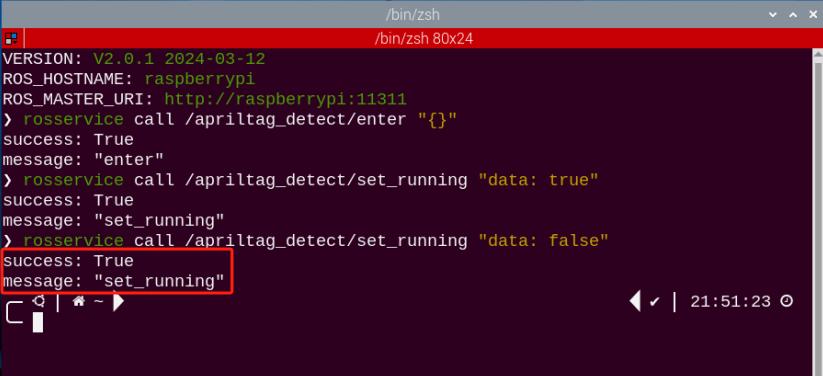 /bin/zsh
/bin/zsh 80x24
VERSION: V2.0.1 2024-03-12
ROS_HOSTNAME: raspberrypi
ROS_MASTER_URI: http://raspberrypi:11311
❯ rosservice call /apriltag_detect/enter "{}"
success: True
message: "enter"
❯ rosservice call /apriltag_detect/set_running "data: true"
success: True
message: "set_running"
❯ rosservice call /apriltag_detect/set_running "data: false"
success: True
message: "set_running"
~ ✔ 21:51:23